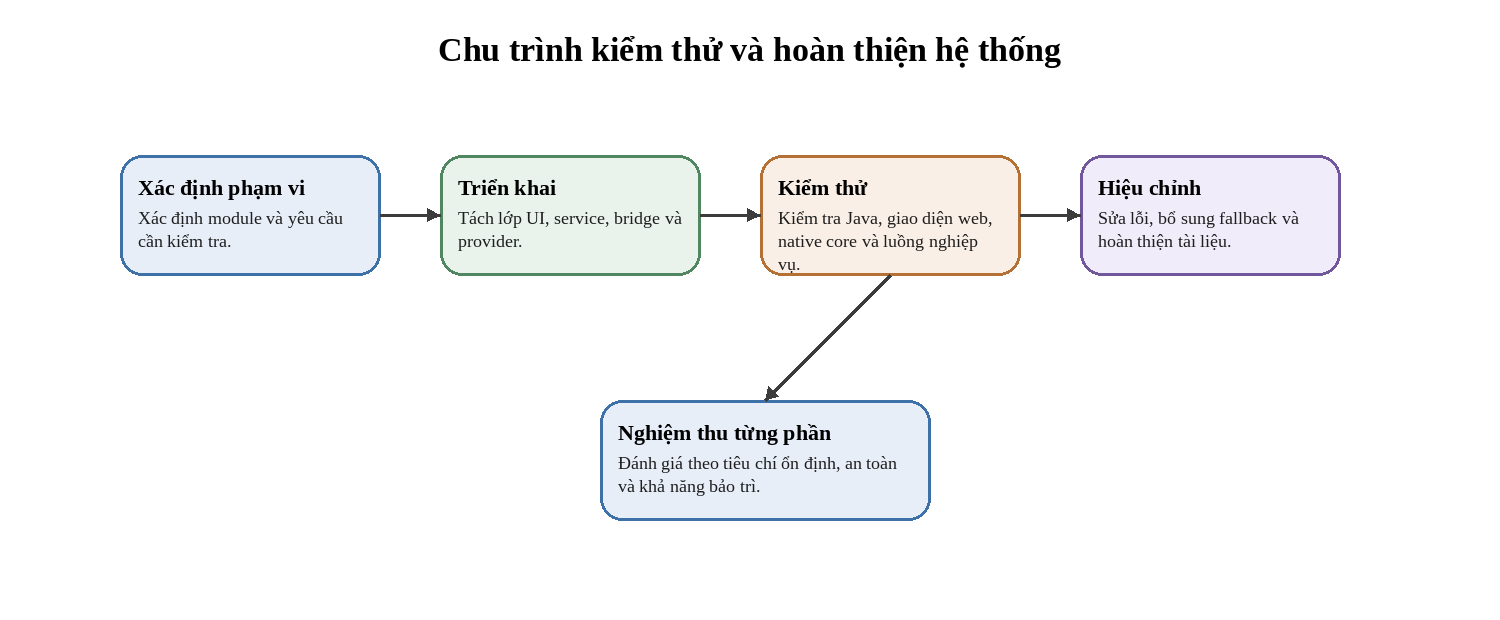 Chu trình kiểm thử và hoàn thiện hệ thống
Xác định phạm vi
Xác định module và yêu cầu
cần kiểm tra.
Triển khai
Tách lớp UI, service, bridge và
provider.
Kiểm thử
Kiểm tra Java, giao diện web,
native core và luồng nghiệp
vụ.
Hiệu chỉnh
Sửa lỗi, bổ sung fallback và
hoàn thiện tài liệu.
Nghiệm thu từng phần
Đánh giá theo tiêu chí ổn định, an toàn
và khả năng bảo trì.